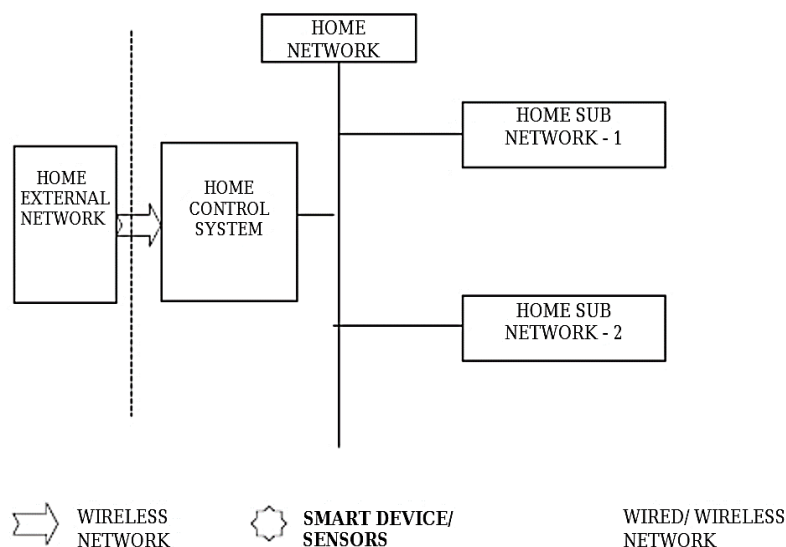 HOME
NETWORK
HOME SUB
NETWORK - 1
HOME
EXTERNAL
NETWORK
HOME
CONTROL
SYSTEM
HOME SUB
NETWORK - 2
WIRELESS
NETWORK
SMART DEVICE/
SENSORS
WIRED/ WIRELESS
NETWORK